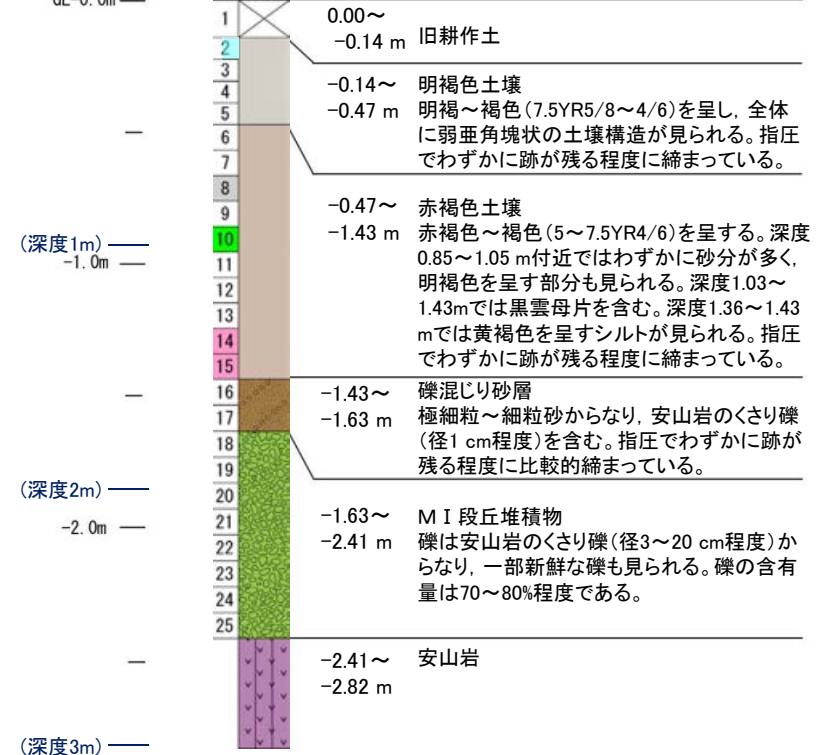 GL-0.0m
1
2
3
4
5
6
7
8
9
10
11
12
13
14
15
16
17
18
19
20
21
22
23
24
25
(深度1m)
-1.0m
(深度2m)
-2.0m
(深度3m)
0.00～ 旧耕作土
-0.14 m
-0.14～ 明褐色土壌
-0.47 m 明褐～褐色(7.5YR5/8～4/6)を呈し，全体
に弱亜角塊状の土壌構造が見られる。指圧
でわずかに跡が残る程度に締まっている。
-0.47～ 赤褐色土壌
-1.43 m 赤褐色～褐色(5～7.5YR4/6)を呈する。深度
0.85～1.05 m付近ではわずかに砂分が多く，
明褐色を呈す部分も見られる。深度1.03～
1.43mでは黒雲母片を含む。深度1.36～1.43
mでは黄褐色を呈すシルトが見られる。指圧
でわずかに跡が残る程度に締まっている。
-1.43～ 礫混じり砂層
-1.63 m 極細粒～細粒砂からなり，安山岩のくさり礫
(径1 cm程度)を含む。指圧でわずかに跡が
残る程度に比較的締まっている。
-1.63～ ＭⅠ段丘堆積物
-2.41 m 礫は安山岩のくさり礫(径3～20 cm程度)か
らなり，一部新鮮な礫も見られる。礫の含有
量は70～80%程度である。
-2.41～ 安山岩
-2.82 m